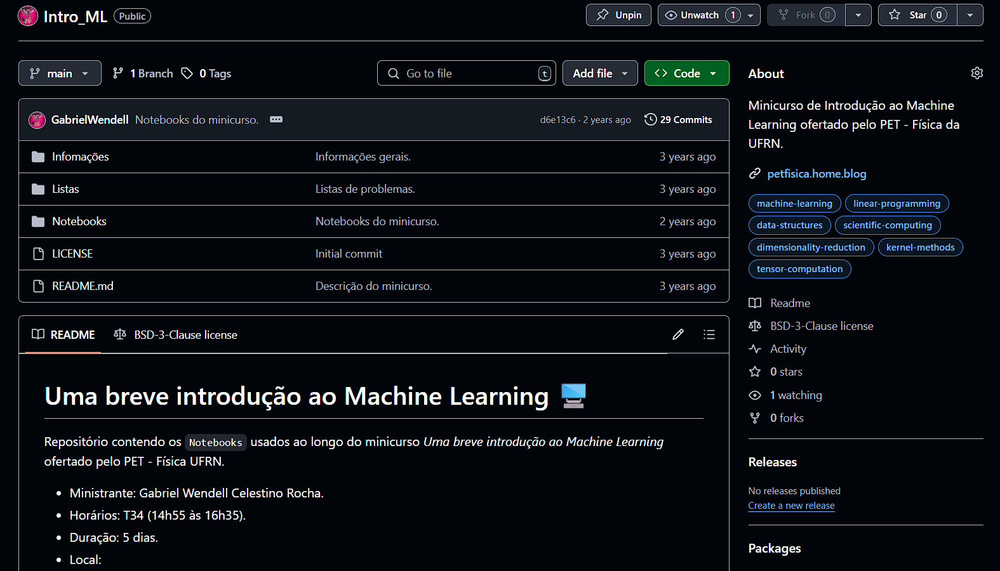 Intro_ML Public Unpin Unwatch 1 Fork 0 Star 0
main 1 Branch 0 Tags Go to file t Add file Code
GabrielWendell Notebooks do minicurso. d6e13c6 · 2 years ago 29 Commits
Infomações Informações gerais. 3 years ago
Listas Listas de problemas. 3 years ago
Notebooks Notebooks do minicurso. 2 years ago
LICENSE Initial commit 3 years ago
README.md Descrição do minicurso. 3 years ago
README BSD-3-Clause license
Uma breve introdução ao Machine Learning
Repositório contendo os Notebooks usados ao longo do minicurso Uma breve introdução ao Machine Learning
ofertado pelo PET - Física UFRN.
• Ministrante: Gabriel Wendell Celestino Rocha.
• Horários: T34 (14h55 às 16h35).
• Duração: 5 dias.
• Local:
About
Minicurso de Introdução ao Machine
Learning ofertado pelo PET - Física da
UFRN.
petfisica.home.blog
machine-learning linear-programming
data-structures scientific-computing
dimensionality-reduction kernel-methods
tensor-computation
Readme
BSD-3-Clause license
Activity
0 stars
1 watching
0 forks
Releases
No releases published
Create a new release
Packages